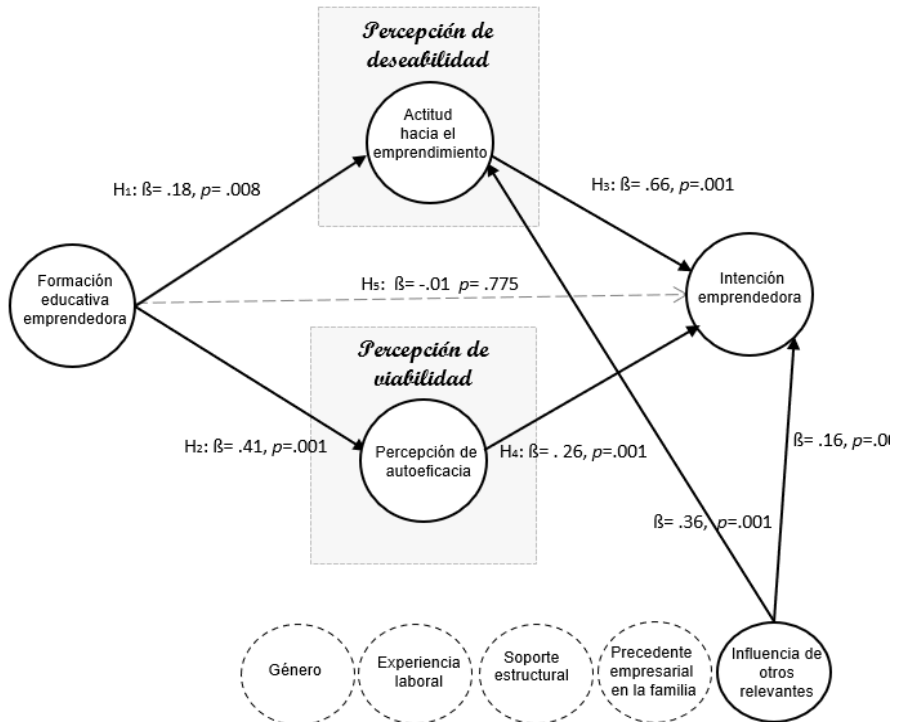 Percepción de
deseabilidad
Actitud
hacia el
emprendimiento
H₁: ß= .18, p= .008
H₃: ß= .66, p=.001
Formación
educativa
emprendedora
H₅: ß= -.01 p= .775
Intención
emprendedora
Percepción de
viabilidad
H₂: ß= .41, p=.001
Percepción de
autoeficacia
H₄: ß= . 26, p=.001
ß= .16, p=.0
ß= .36, p=.001
Género
Experiencia
laboral
Soporte
estructural
Precedente
empresarial
en la familia
Influencia de
otros
relevantes